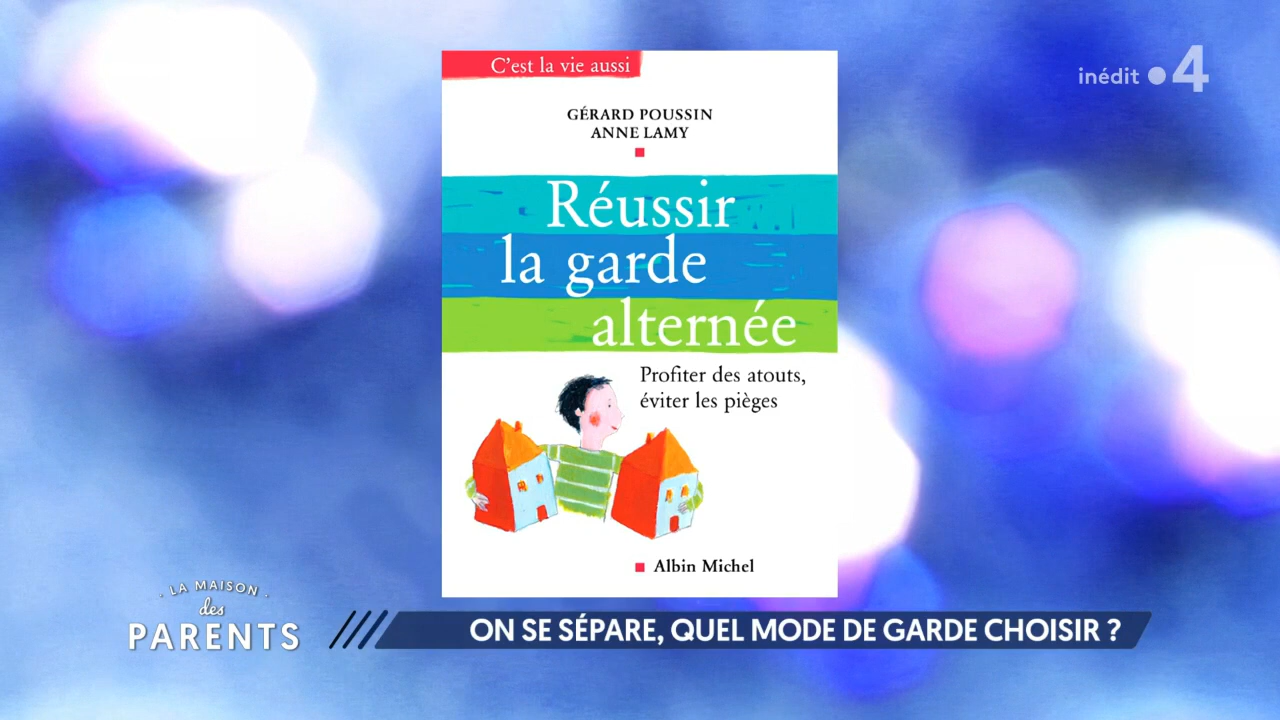 C'est la vie aussi
inédit 4
GÉRARD POUSSIN
ANNE LAMY
Réussir
la garde
alternée
Profiter des atouts,
éviter les pièges
Albin Michel
· LA MAISON ·
des
PARENTS
ON SE SÉPARE, QUEL MODE DE GARDE CHOISIR ?